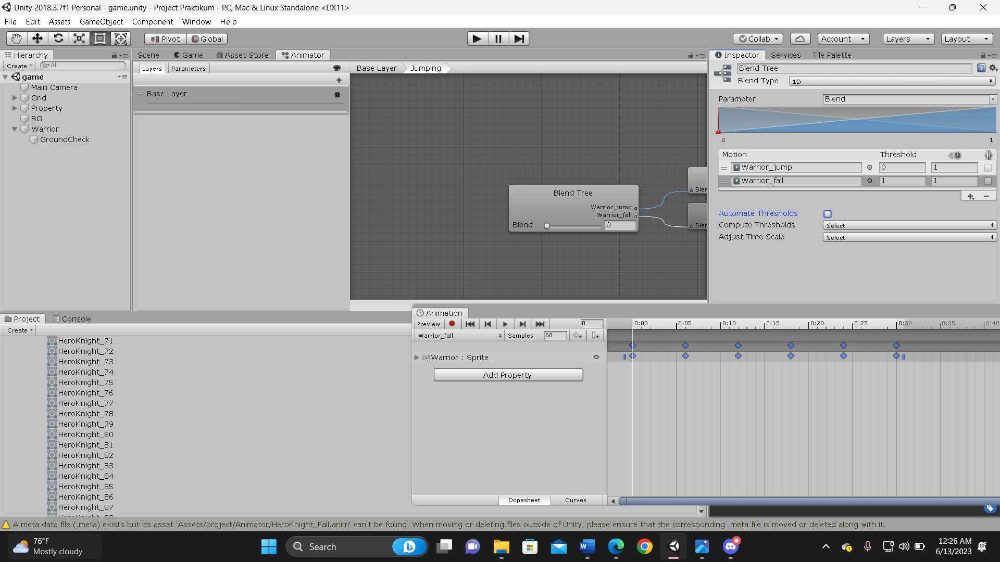 Unity 2018.3.7f1 Personal - game.unity - Project Praktikum - PC, Mac & Linux Standalone <DX11>
File Edit Assets GameObject Component Window Help
Pivot Global Collab Account Layers Layout
Hierarchy
Create All
game
Main Camera
Grid
Property
BG
Warrior
GroundCheck
Scene Game Asset Store Animator
Layers Parameters
Base Layer Jumping
Base Layer
Blend Tree
Warrior_jump
Warrior_fall
Blend 0
Blen
Blen
Inspector Services Tile Palette
Blend Tree
Blend Type 1D
Parameter Blend
0 1
Motion Threshold
Warrior_jump 0 1
Warrior_fall 1 1
Automate Thresholds
Compute Thresholds Select
Adjust Time Scale Select
Project Console
Create
HeroKnight_71
HeroKnight_72
HeroKnight_73
HeroKnight_74
HeroKnight_75
HeroKnight_76
HeroKnight_77
HeroKnight_78
HeroKnight_79
HeroKnight_80
HeroKnight_81
HeroKnight_82
HeroKnight_83
HeroKnight_84
HeroKnight_85
HeroKnight_86
HeroKnight_87
Animation
Preview 0
Warrior_fall Samples 60
0:00 0:05 0:10 0:15 0:20 0:25 0:30 0:35 0:40
Warrior : Sprite
Add Property
Dopesheet Curves
A meta data file (.meta) exists but its asset 'Assets/project/Animator/HeroKnight_Fall.anim' can't be found. When moving or deleting files outside of Unity, please ensure that the corresponding .meta file is moved or deleted along with it.
76°F
Mostly cloudy
Search
12:26 AM
6/13/2023